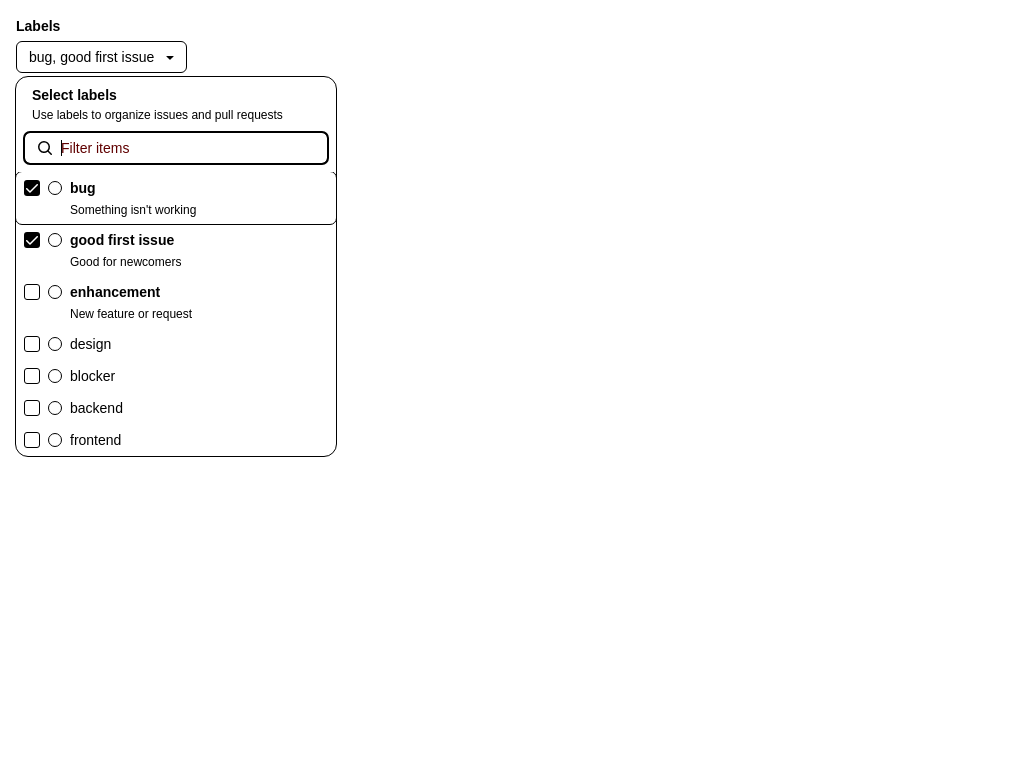 Labels
bug, good first issue
Select labels
Use labels to organize issues and pull requests
Filter items
bug
Something isn't working
good first issue
Good for newcomers
enhancement
New feature or request
design
blocker
backend
frontend